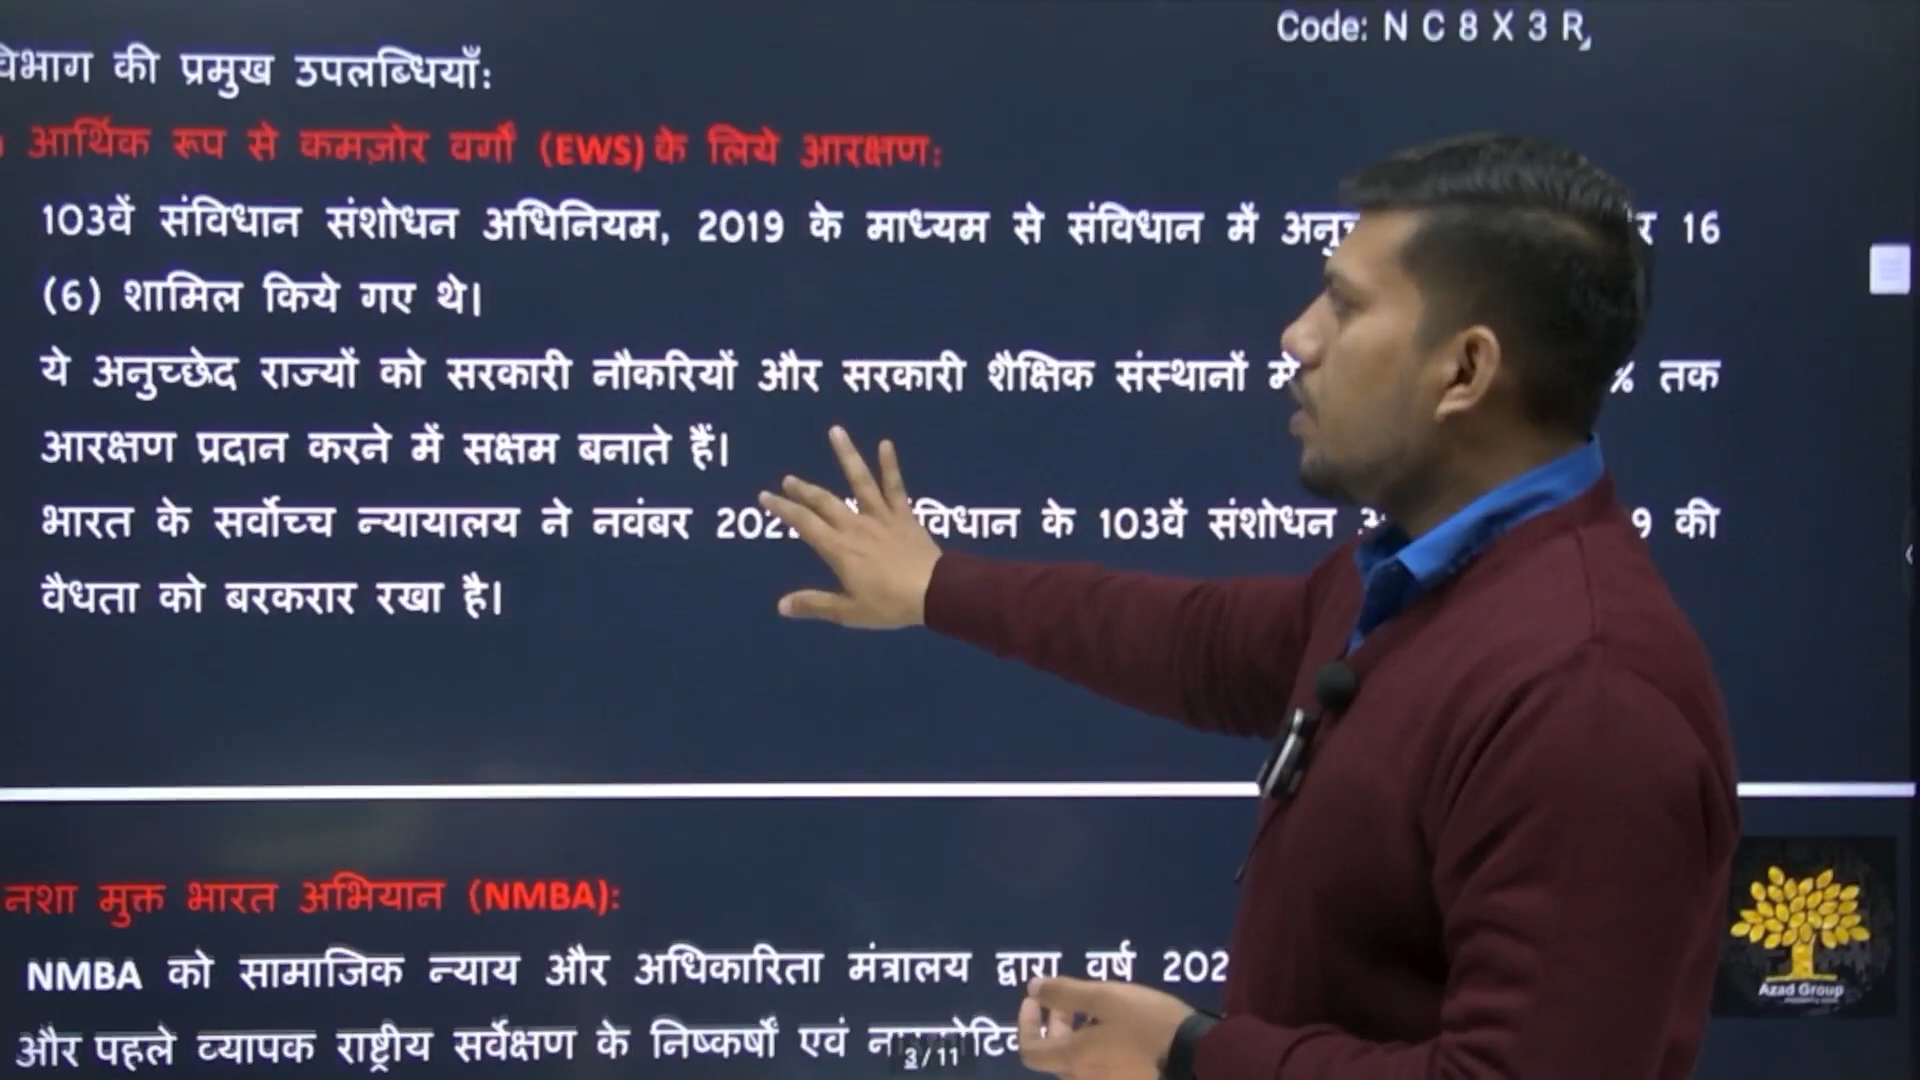 Code: N C 8 X 3 R
विभाग की प्रमुख उपलब्धियाँ:
आर्थिक रूप से कमज़ोर वर्गों (EWS) के लिये आरक्षण:
103वें संविधान संशोधन अधिनियम, 2019 के माध्यम से संविधान में 16
(6) शामिल किये गए थे।
ये अनुच्छेद राज्यों को सरकारी नौकरियों और सरकारी शैक्षिक संस्थानों में % तक
आरक्षण प्रदान करने में सक्षम बनाते हैं।
भारत के सर्वोच्च न्यायालय ने नवंबर संविधान के 103वें संशोधन की
वैधता को बरकरार रखा है।
नशा मुक्त भारत अभियान (NMBA):
NMBA को सामाजिक न्याय और अधिकारिता मंत्रालय द्वारा वर्ष
और पहले व्यापक राष्ट्रीय सर्वेक्षण के निष्कर्षों एवं
3/11
Azad Group